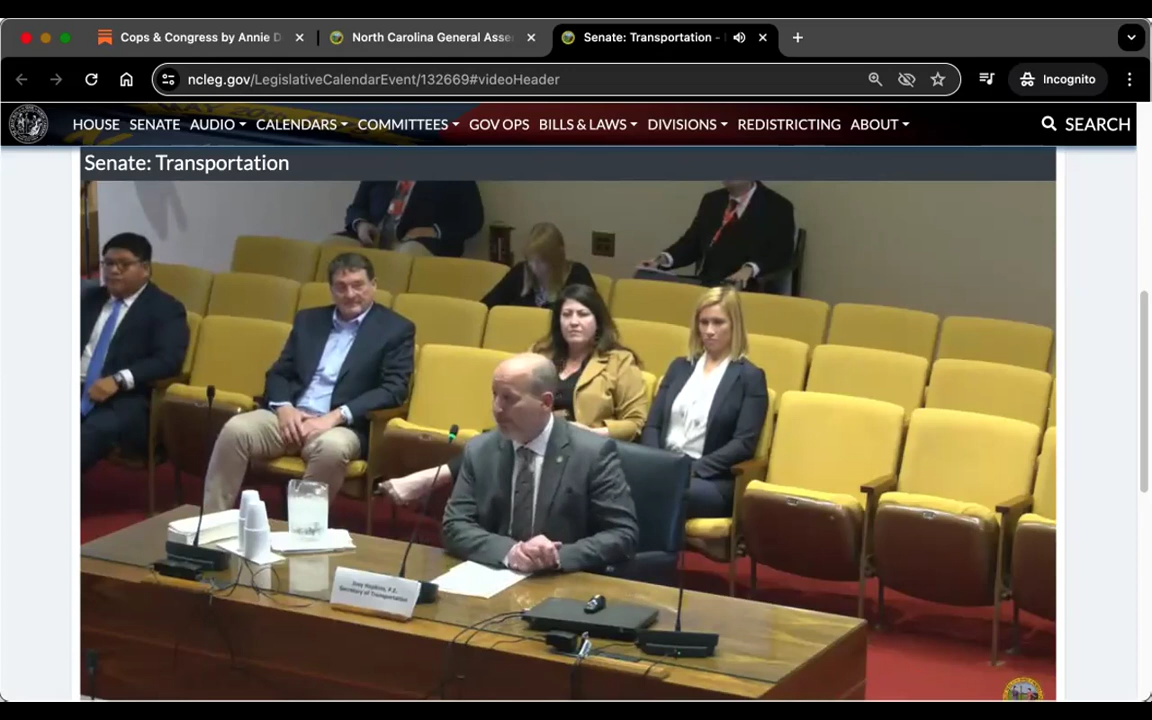 Cops & Congress by Annie D
North Carolina General Asse
Senate: Transportation -
ncleg.gov/LegislativeCalendarEvent/132669#videoHeader
Incognito
HOUSE SENATE AUDIO CALENDARS COMMITTEES GOV OPS BILLS & LAWS DIVISIONS REDISTRICTING ABOUT SEARCH
Senate: Transportation
Joey Hopkins, P.E.
Secretary of Transportation